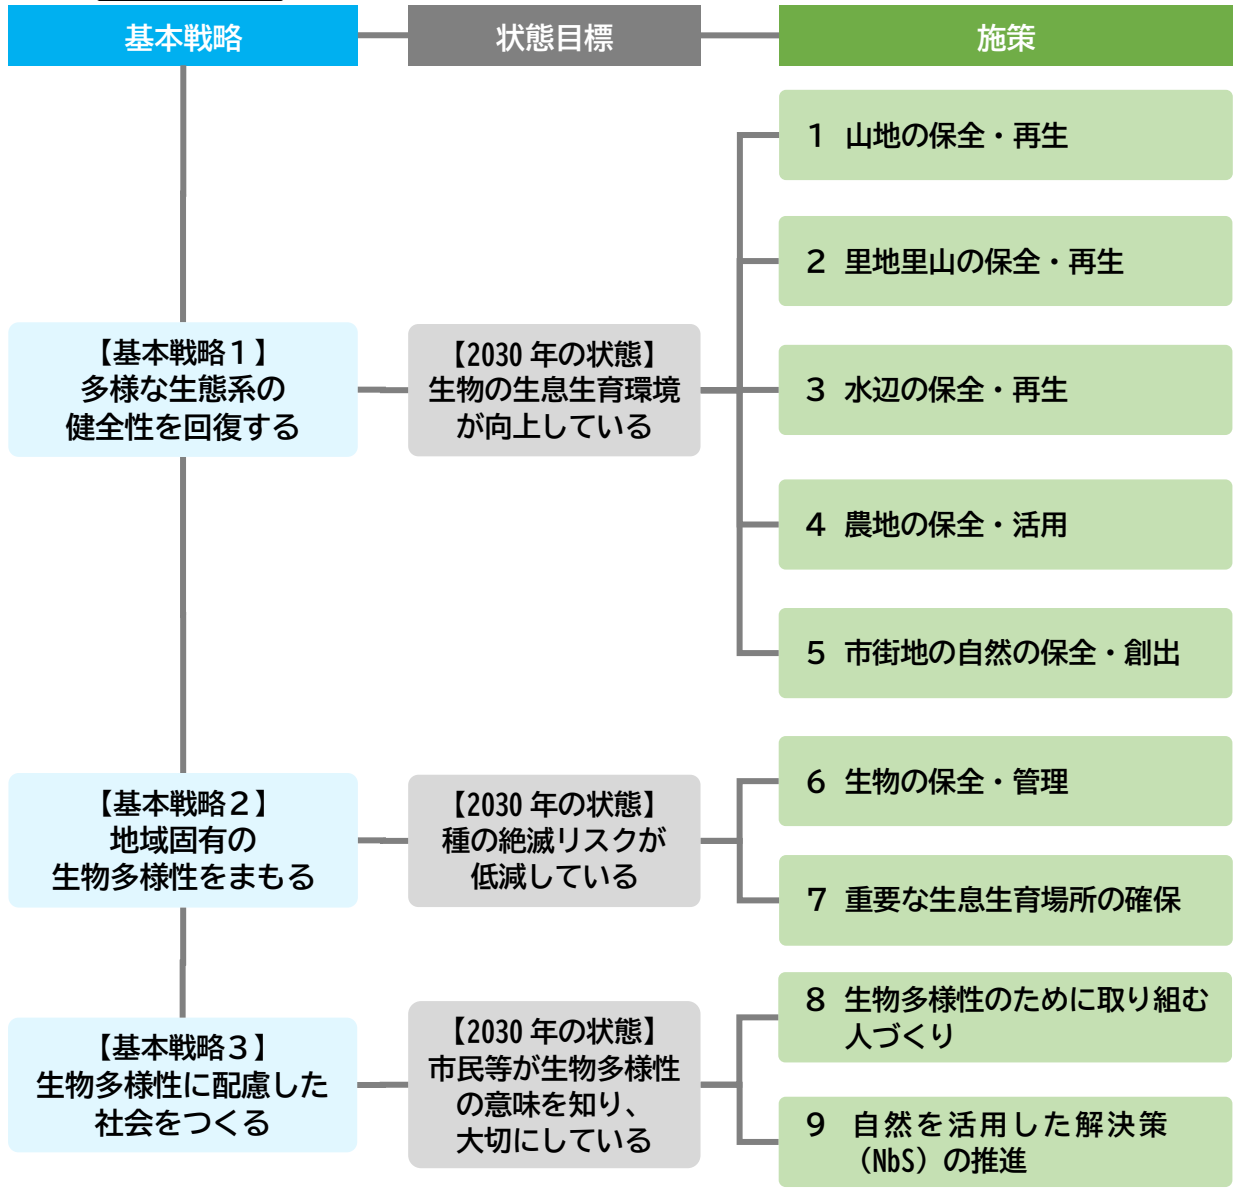 基本戦略
状態目標
施策
【基本戦略１】
多様な生態系の
健全性を回復する
【2030 年の状態】
生物の生息生育環境
が向上している
1 山地の保全・再生
2 里地里山の保全・再生
3 水辺の保全・再生
4 農地の保全・活用
5 市街地の自然の保全・創出
【基本戦略２】
地域固有の
生物多様性をまもる
【2030 年の状態】
種の絶滅リスクが
低減している
6 生物の保全・管理
7 重要な生息生育場所の確保
【基本戦略３】
生物多様性に配慮した
社会をつくる
【2030 年の状態】
市民等が生物多様性
の意味を知り、
大切にしている
8 生物多様性のために取り組む
人づくり
9 自然を活用した解決策
（NbS）の推進